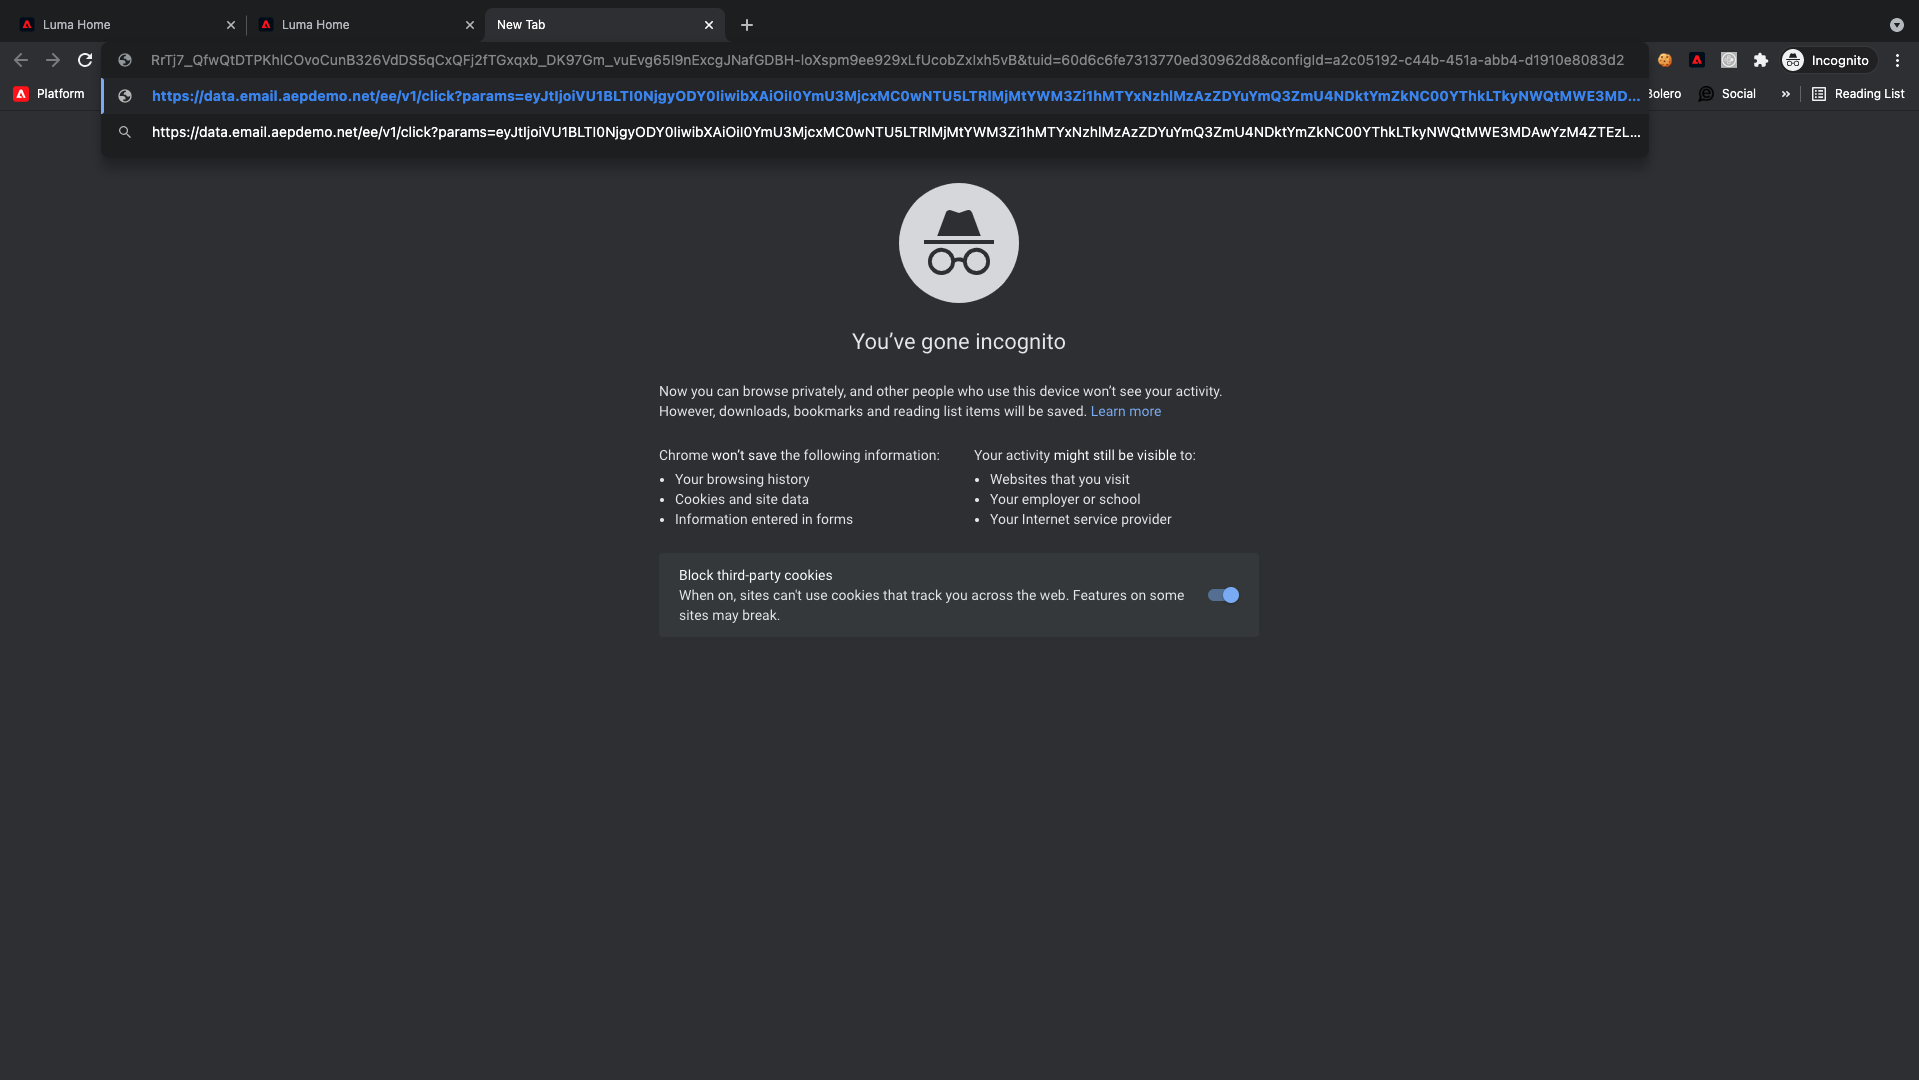 Luma Home
Luma Home
New Tab
RrTj7_QfwQtDTPKhlCOvoCunB326VdDS5qCxQFj2fTGxqxb_DK97Gm_vuEvg65I9nExcgJNafGDBH-loXspm9ee929xLfUcobZxlxh5vB&tuid=60d6c6fe7313770ed30962d8&configId=a2c05192-c44b-451a-abb4-d1910e8083d2
Incognito
Platform
https://data.email.aepdemo.net/ee/v1/click?params=eyJtIjoiVU1BLTI0NjgyODY0IiwibXAiOiI0YmU3MjcxMC0wNTU5LTRlMjMtYWM3Zi1hMTYxNzhlMzAzZDYuYmQ3ZmU4NDktYmZkNC00YThkLTkyNWQtMWE3MD...
Bolero
Social
»
Reading List
https://data.email.aepdemo.net/ee/v1/click?params=eyJtIjoiVU1BLTI0NjgyODY0IiwibXAiOiI0YmU3MjcxMC0wNTU5LTRlMjMtYWM3Zi1hMTYxNzhlMzAzZDYuYmQ3ZmU4NDktYmZkNC00YThkLTkyNWQtMWE3MDAwYzM4ZTEzL...
You've gone incognito
Now you can browse privately, and other people who use this device won't see your activity.
However, downloads, bookmarks and reading list items will be saved. Learn more
Chrome won't save the following information:
• Your browsing history
• Cookies and site data
• Information entered in forms
Your activity might still be visible to:
• Websites that you visit
• Your employer or school
• Your Internet service provider
Block third-party cookies
When on, sites can't use cookies that track you across the web. Features on some
sites may break.